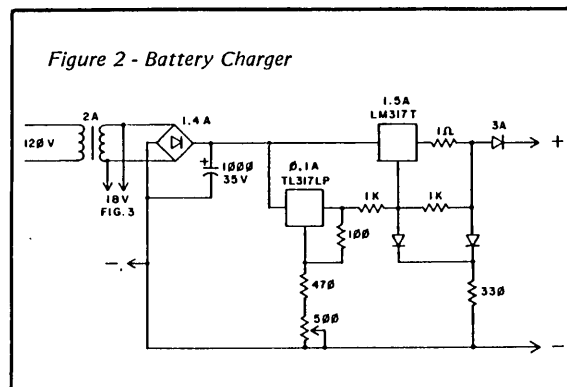 Figure 2 - Battery Charger
2A
1.4A
1.5A
LM317T
1Ω
3A
+
120V
+
1000
35V
0.1A
TL317LP
1K
1K
18V
FIG.3
100
-
470
330
500
-